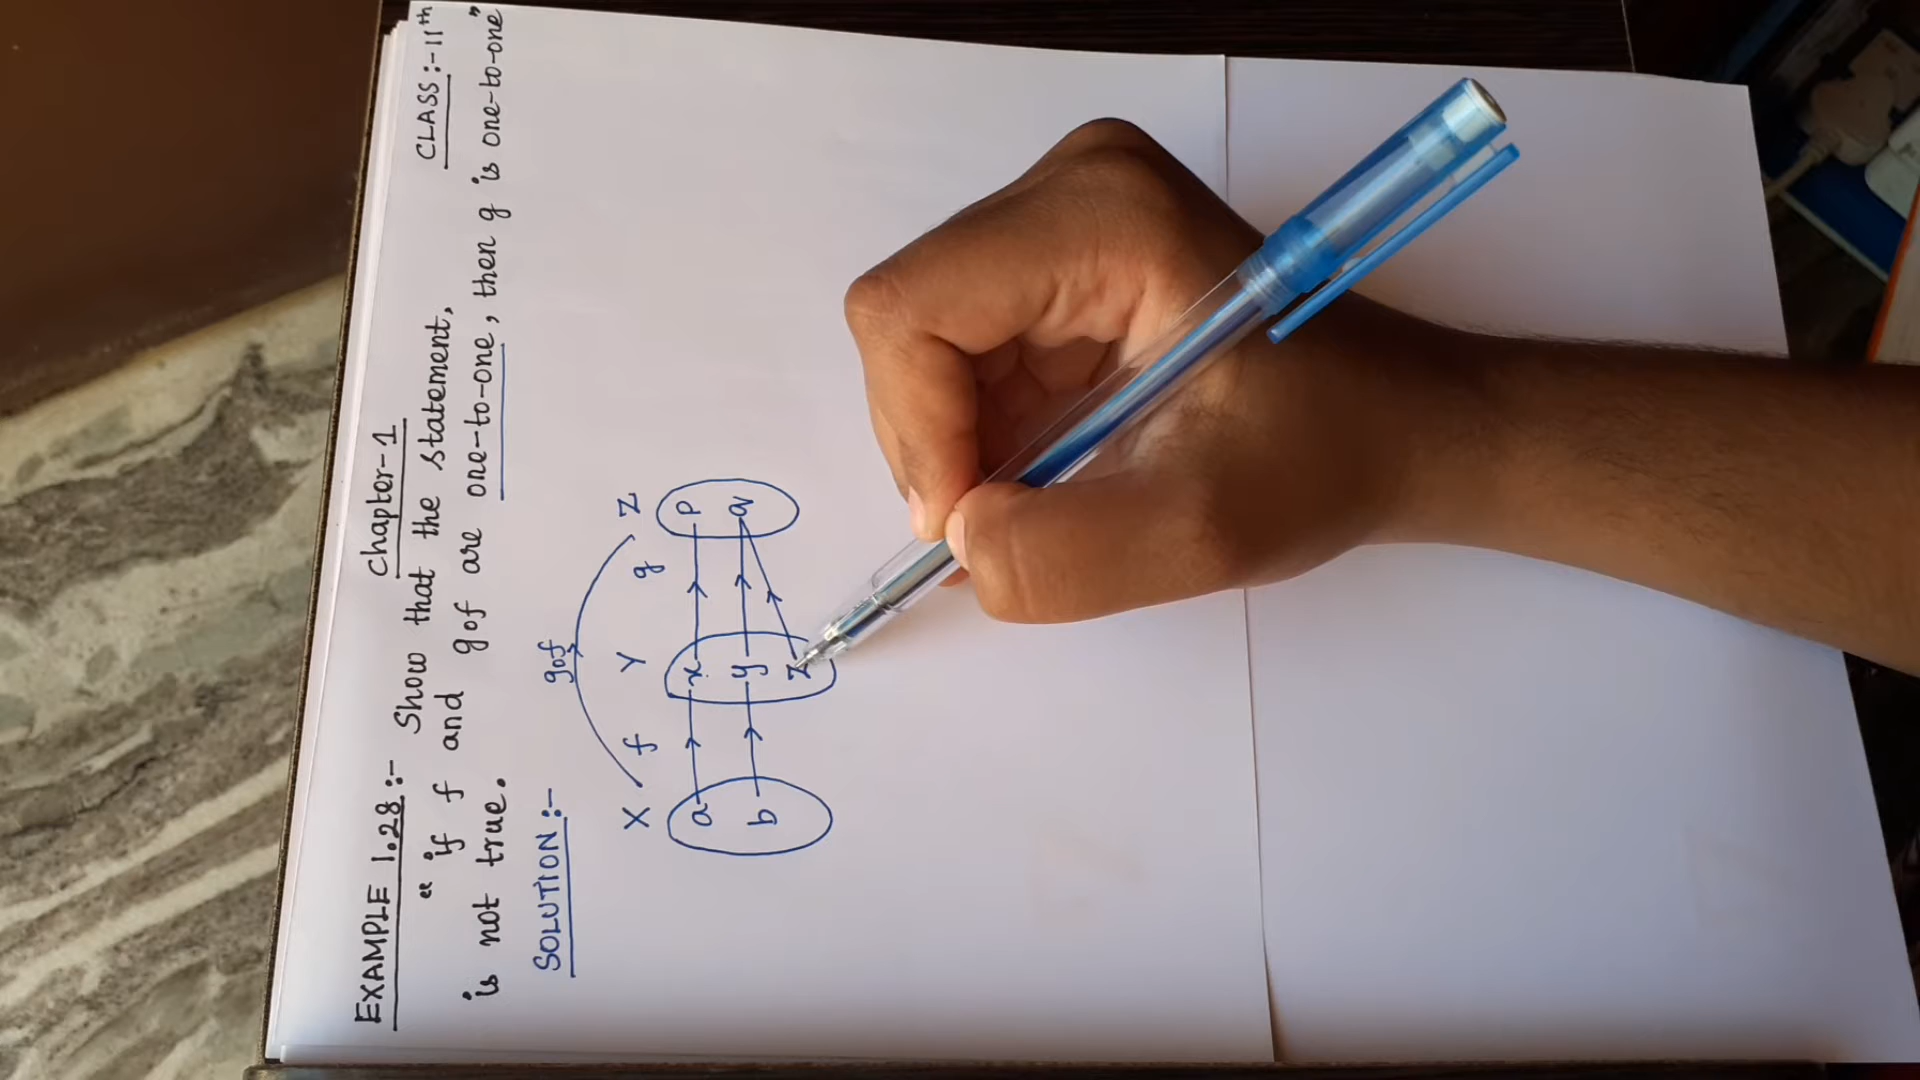 Chapter-1
CLASS:-11th
EXAMPLE 1.28:- Show that the statement,
"if f and gof are one-to-one, then g is one-to-one"
is not true.
SOLUTION:-
gof
X f Y g Z
a x p
b y q
z